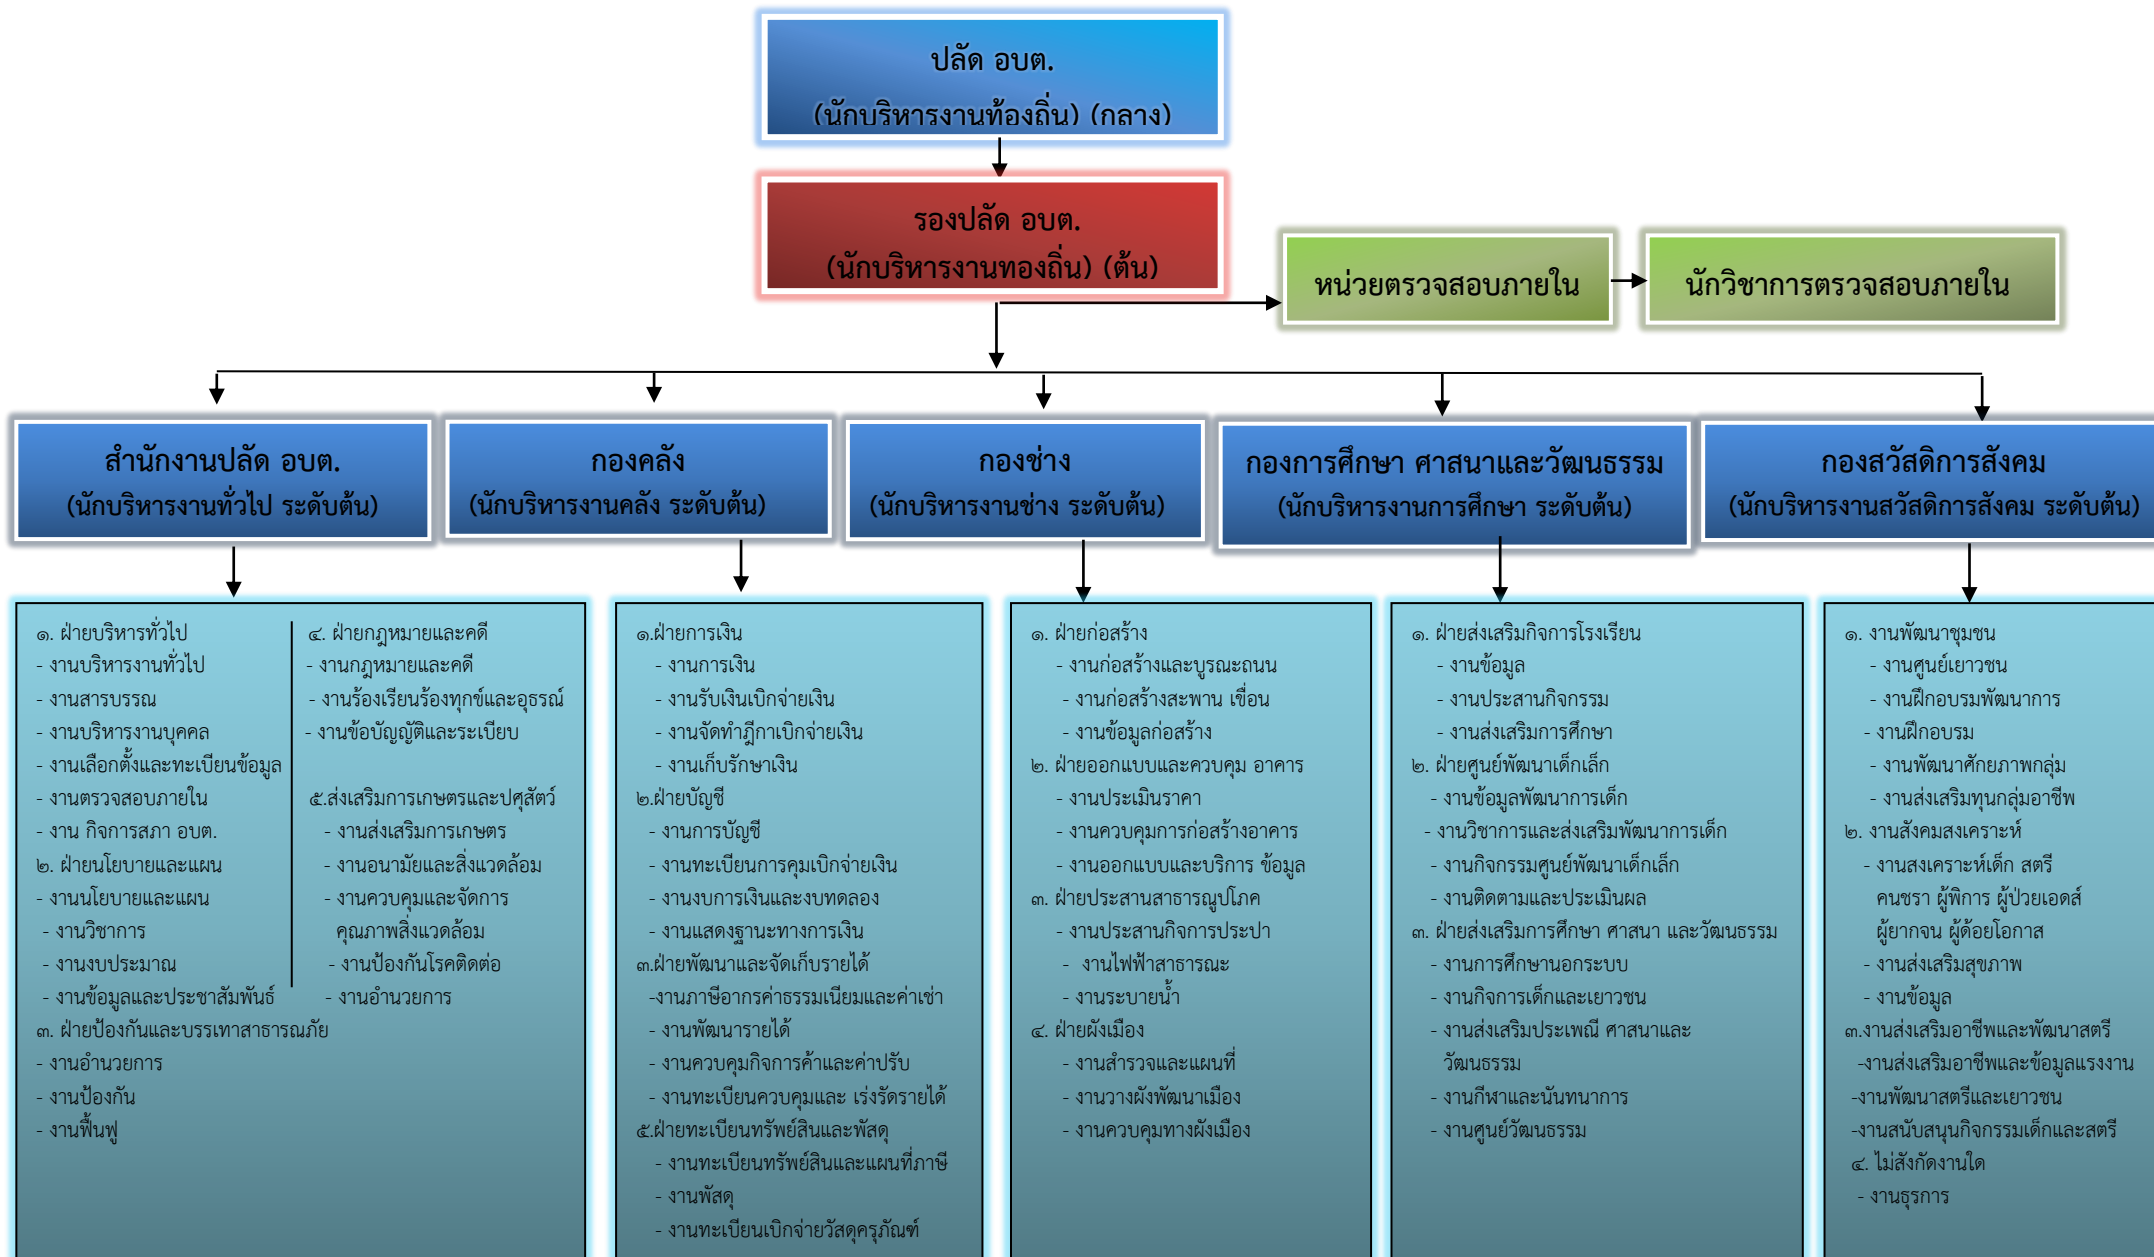 ปลัด อบต.
(นักบริหารงานท้องถิ่น) (กลาง)
รองปลัด อบต.
(นักบริหารงานทองถิ่น) (ต้น)
หน่วยตรวจสอบภายใน
นักวิชาการตรวจสอบภายใน
สำนักงานปลัด อบต.
(นักบริหารงานทั่วไป ระดับต้น)
กองคลัง
(นักบริหารงานคลัง ระดับต้น)
กองช่าง
(นักบริหารงานช่าง ระดับต้น)
กองการศึกษา ศาสนาและวัฒนธรรม
(นักบริหารงานการศึกษา ระดับต้น)
กองสวัสดิการสังคม
(นักบริหารงานสวัสดิการสังคม ระดับต้น)
๑. ฝ่ายบริหารทั่วไป
- งานบริหารงานทั่วไป
- งานสารบรรณ
- งานบริหารงานบุคคล
- งานเลือกตั้งและทะเบียนข้อมูล
- งานตรวจสอบภายใน
- งาน กิจการสภา อบต.
๒. ฝ่ายนโยบายและแผน
- งานนโยบายและแผน
- งานวิชาการ
- งานงบประมาณ
- งานข้อมูลและประชาสัมพันธ์
๓. ฝ่ายป้องกันและบรรเทาสาธารณภัย
- งานอำนวยการ
- งานป้องกัน
- งานฟื้นฟู
๔. ฝ่ายกฎหมายและคดี
- งานกฎหมายและคดี
- งานร้องเรียนร้องทุกข์และอุธรณ์
- งานข้อบัญญัติและระเบียบ
๕.ส่งเสริมการเกษตรและปศุสัตว์
- งานส่งเสริมการเกษตร
- งานอนามัยและสิ่งแวดล้อม
- งานควบคุมและจัดการ
คุณภาพสิ่งแวดล้อม
- งานป้องกันโรคติดต่อ
- งานอำนวยการ
๑.ฝ่ายการเงิน
- งานการเงิน
- งานรับเงินเบิกจ่ายเงิน
- งานจัดทำฎีกาเบิกจ่ายเงิน
- งานเก็บรักษาเงิน
๒.ฝ่ายบัญชี
- งานการบัญชี
- งานทะเบียนการคุมเบิกจ่ายเงิน
- งานงบการเงินและงบทดลอง
- งานแสดงฐานะทางการเงิน
๓.ฝ่ายพัฒนาและจัดเก็บรายได้
-งานภาษีอากรค่าธรรมเนียมและค่าเช่า
- งานพัฒนารายได้
- งานควบคุมกิจการค้าและค่าปรับ
- งานทะเบียนควบคุมและ เร่งรัดรายได้
๕.ฝ่ายทะเบียนทรัพย์สินและพัสดุ
- งานทะเบียนทรัพย์สินและแผนที่ภาษี
- งานพัสดุ
- งานทะเบียนเบิกจ่ายวัสดุครุภัณฑ์
๑. ฝ่ายก่อสร้าง
- งานก่อสร้างและบูรณะถนน
- งานก่อสร้างสะพาน เขื่อน
- งานข้อมูลก่อสร้าง
๒. ฝ่ายออกแบบและควบคุม อาคาร
- งานประเมินราคา
- งานควบคุมการก่อสร้างอาคาร
- งานออกแบบและบริการ ข้อมูล
๓. ฝ่ายประสานสาธารณูปโภค
- งานประสานกิจการประปา
- งานไฟฟ้าสาธารณะ
- งานระบายน้ำ
๔. ฝ่ายผังเมือง
- งานสำรวจและแผนที่
- งานวางผังพัฒนาเมือง
- งานควบคุมทางผังเมือง
๑. ฝ่ายส่งเสริมกิจการโรงเรียน
- งานข้อมูล
- งานประสานกิจกรรม
- งานส่งเสริมการศึกษา
๒. ฝ่ายศูนย์พัฒนาเด็กเล็ก
- งานข้อมูลพัฒนาการเด็ก
- งานวิชาการและส่งเสริมพัฒนาการเด็ก
- งานกิจกรรมศูนย์พัฒนาเด็กเล็ก
- งานติดตามและประเมินผล
๓. ฝ่ายส่งเสริมการศึกษา ศาสนา และวัฒนธรรม
- งานการศึกษานอกระบบ
- งานกิจการเด็กและเยาวชน
- งานส่งเสริมประเพณี ศาสนาและ
วัฒนธรรม
- งานกีฬาและนันทนาการ
- งานศูนย์วัฒนธรรม
๑. งานพัฒนาชุมชน
- งานศูนย์เยาวชน
- งานฝึกอบรมพัฒนาการ
- งานฝึกอบรม
- งานพัฒนาศักยภาพกลุ่ม
- งานส่งเสริมทุนกลุ่มอาชีพ
๒. งานสังคมสงเคราะห์
- งานสงเคราะห์เด็ก สตรี
คนชรา ผู้พิการ ผู้ป่วยเอดส์
ผู้ยากจน ผู้ด้อยโอกาส
- งานส่งเสริมสุขภาพ
- งานข้อมูล
๓.งานส่งเสริมอาชีพและพัฒนาสตรี
-งานส่งเสริมอาชีพและข้อมูลแรงงาน
-งานพัฒนาสตรีและเยาวชน
-งานสนับสนุนกิจกรรมเด็กและสตรี
๔. ไม่สังกัดงานใด
- งานธุรการ